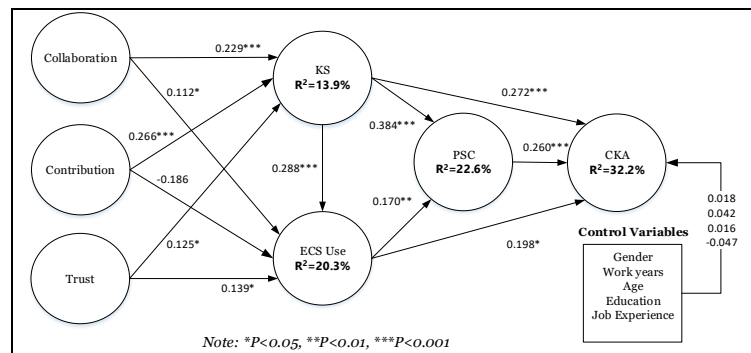 Collaboration
0.229***
KS
R²=13.9%
0.112*
0.272***
0.266***
0.384***
Contribution
-0.186
0.288***
PSC
R²=22.6%
0.260***
CKA
R²=32.2%
0.125*
0.170**
0.018
0.042
0.016
-0.047
Trust
0.139*
ECS Use
R²=20.3%
0.198*
Control Variables
Gender
Work years
Age
Education
Job Experience
Note: *P<0.05, **P<0.01, ***P<0.001